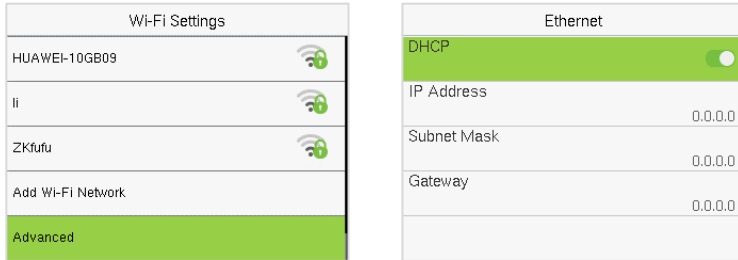 Wi-Fi Settings
HUAWEI-10GB09
li
ZKfufu
Add Wi-Fi Network
Advanced
Ethernet
DHCP
IP Address
0.0.0.0
Subnet Mask
0.0.0.0
Gateway
0.0.0.0